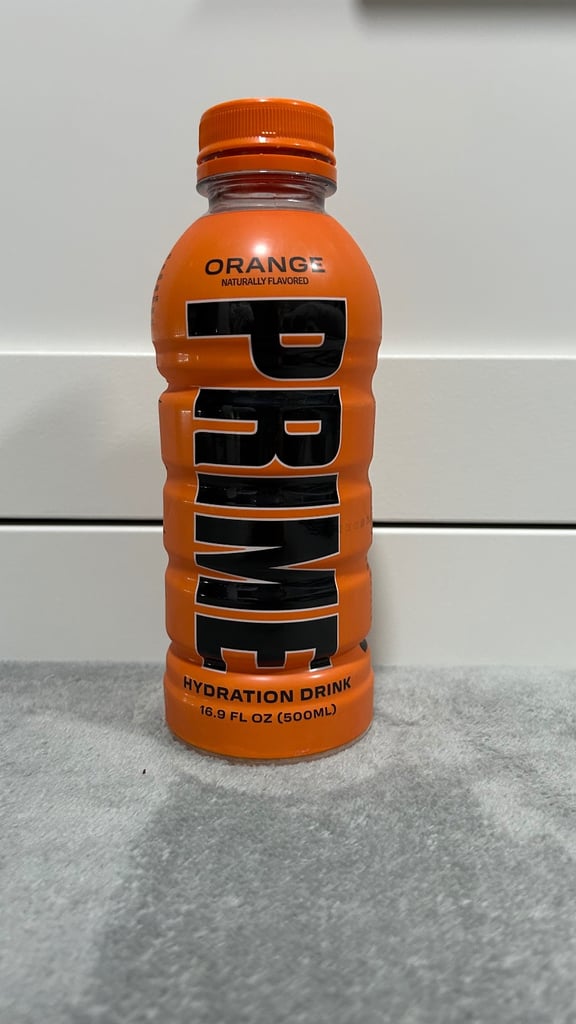 ORANGE
NATURALLY FLAVORED
PRIME
HYDRATION DRINK
16.9 FL OZ (500ML)